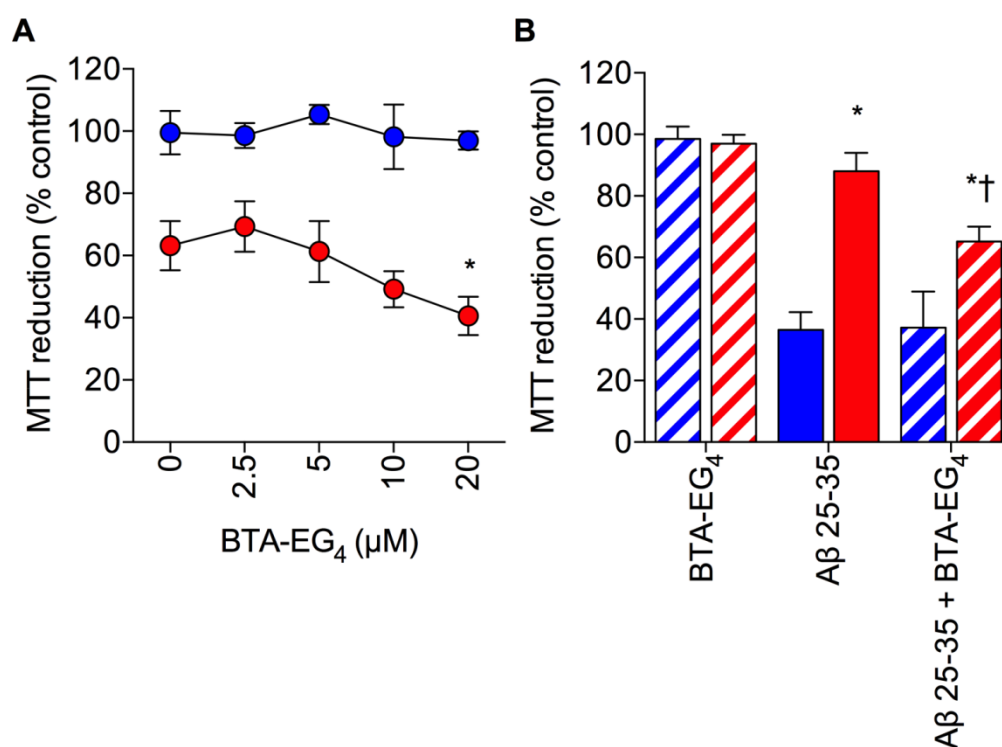 A
MTT reduction (% control)
120
100
80
60
40
20
0
*
0
2.5
5
10
20
BTA-EG₄ (µM)
B
MTT reduction (% control)
120
100
80
60
40
20
0
*
*†
BTA-EG₄
Aβ 25-35
Aβ 25-35 + BTA-EG₄